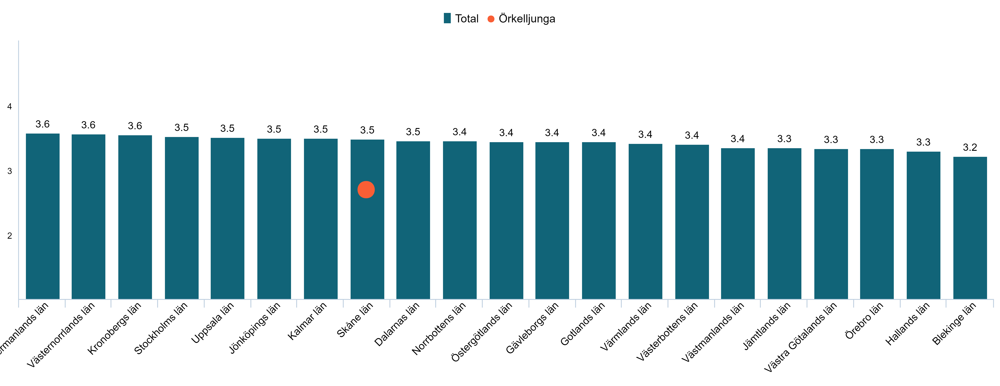 Total Örkelljunga
4
3.6 3.6 3.6 3.5 3.5 3.5 3.5 3.5 3.5 3.4 3.4 3.4 3.4 3.4 3.4 3.4 3.3 3.3 3.3 3.3 3.2
3
2
ermanlands län
Västernorrlands län
Kronobergs län
Stockholms län
Uppsala län
Jönköpings län
Kalmar län
Skåne län
Dalarnas län
Norrbottens län
Östergötlands län
Gävleborgs län
Gotlands län
Värmlands län
Västerbottens län
Västmanlands län
Jämtlands län
Västra Götalands län
Örebro län
Hallands län
Blekinge län